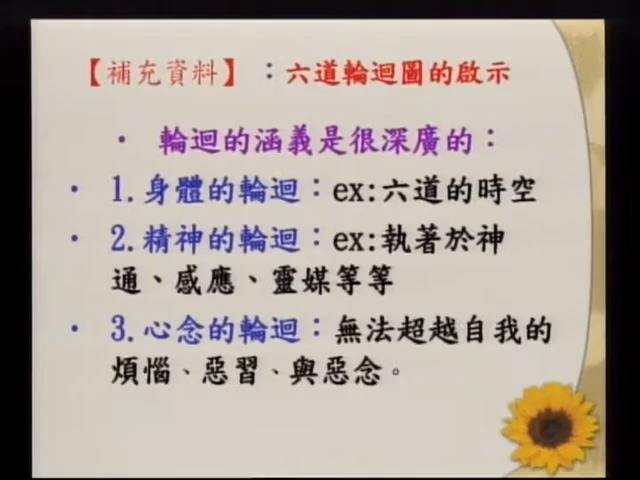 【補充資料】：六道輪迴圖的啟示
• 輪迴的涵義是很深廣的：
• 1.身體的輪迴：ex:六道的時空
• 2.精神的輪迴：ex:執著於神
通、感應、靈媒等等
• 3.心念的輪迴：無法超越自我的
煩惱、惡習、與惡念。